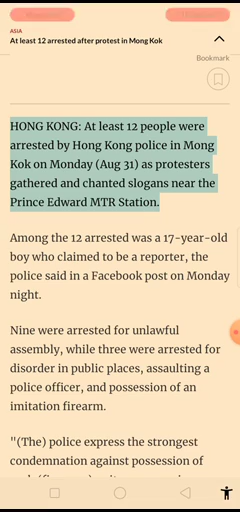 ASIA
At least 12 arrested after protest in Mong Kok
Bookmark
HONG KONG: At least 12 people were
arrested by Hong Kong police in Mong
Kok on Monday (Aug 31) as protesters
gathered and chanted slogans near the
Prince Edward MTR Station.
Among the 12 arrested was a 17-year-old
boy who claimed to be a reporter, the
police said in a Facebook post on Monday
night.
Nine were arrested for unlawful
assembly, while three were arrested for
disorder in public places, assaulting a
police officer, and possession of an
imitation firearm.
"(The) police express the strongest
condemnation against possession of